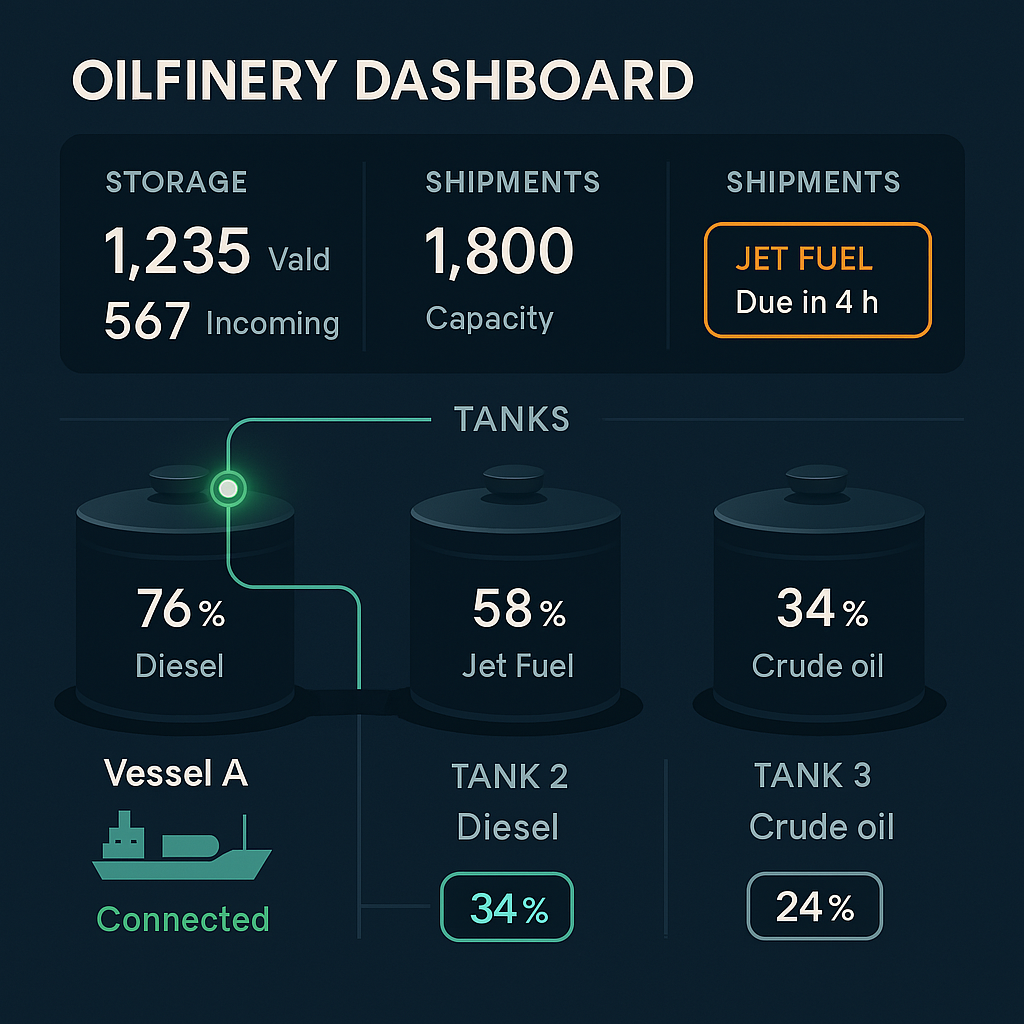 OILFINERY DASHBOARD
STORAGE
1,235 Vald
567 Incoming
SHIPMENTS
1,800
Capacity
SHIPMENTS
JET FUEL
Due in 4 h
TANKS
76%
Diesel
58%
Jet Fuel
34%
Crude oil
Vessel A
Connected
TANK 2
Diesel
34%
TANK 3
Crude oil
24%